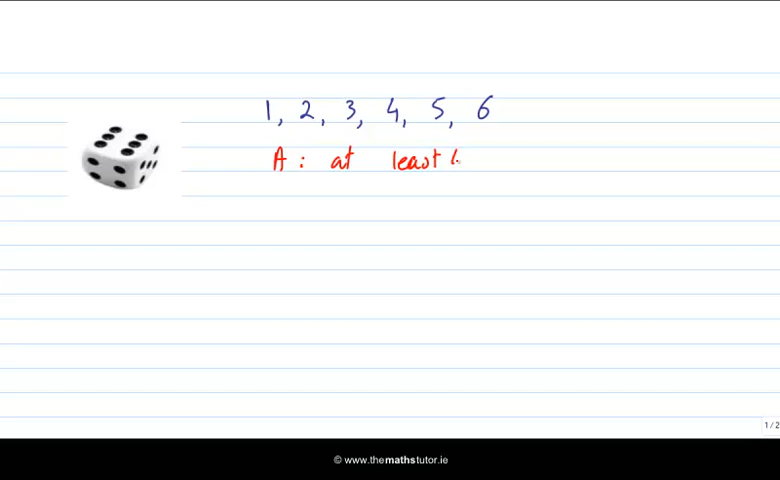 1, 2, 3, 4, 5, 6
A : at least
1/2
© www.themathstutor.ie